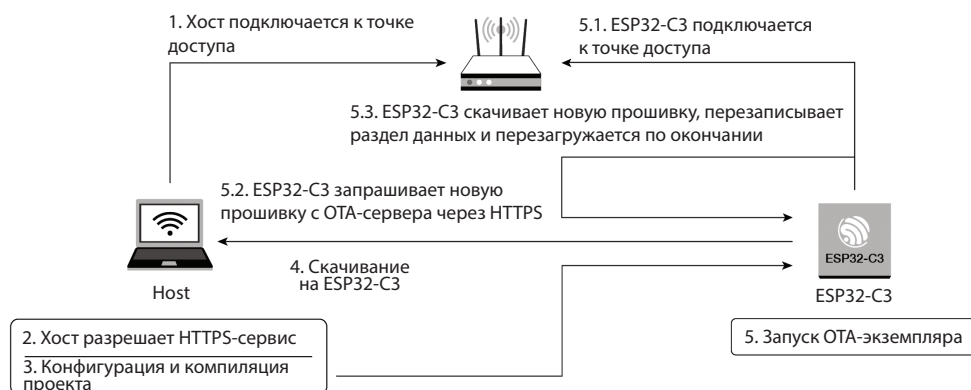 1. Хост подключается к точке
доступа
5.1. ESP32-C3 подключается
к точке доступа
5.3. ESP32-C3 скачивает новую прошивку, перезаписывает
раздел данных и перезагружается по окончании
5.2. ESP32-C3 запрашивает новую
прошивку с ОТА-сервера через HTTPS
ESP32-C3
4. Скачивание
на ESP32-C3
Host
ESP32-C3
2. Хост разрешает HTTPS-сервис
3. Конфигурация и компиляция
проекта
5. Запуск ОТА-экземпляра